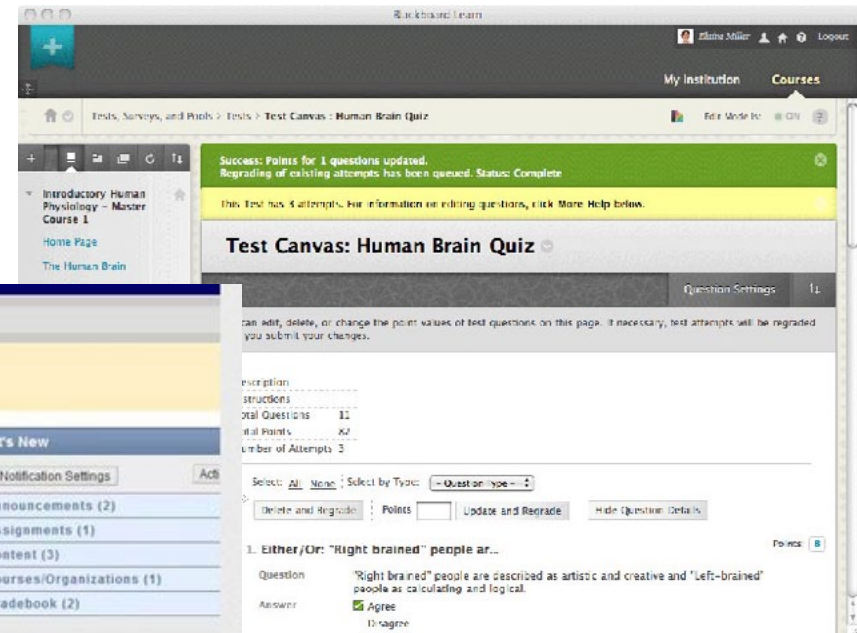 Blackboard Learn
Elaine Miller Logout
My Institution Courses
Tests, Surveys, and Pools > Tests > Test Canvas : Human Brain Quiz Edit Mode is: ON
Success: Points for 1 questions updated.
Regrading of existing attempts has been queued. Status: Complete
This Test has 3 attempts. For information on editing questions, click More Help below.
Introductory Human
Physiology - Master
Course 1
Home Page
The Human Brain
Test Canvas: Human Brain Quiz
Question Settings
can edit, delete, or change the point values of test questions on this page. If necessary, test attempts will be regraded
you submit your changes.
escription
structions
otal Questions 11
otal Points 82
umber of Attempts 3
Select: All None Select by Type: - Question Type -
Delete and Regrade Points Update and Regrade Hide Question Details
1. Either/Or: "Right brained" people ar... Points: 8
Question "Right brained" people are described as artistic and creative and "Left-brained"
people as calculating and logical.
Answer Agree
Disagree
t's New
Notification Settings Acti
nouncements (2)
signments (1)
ontent (3)
ourses/Organizations (1)
adebook (2)